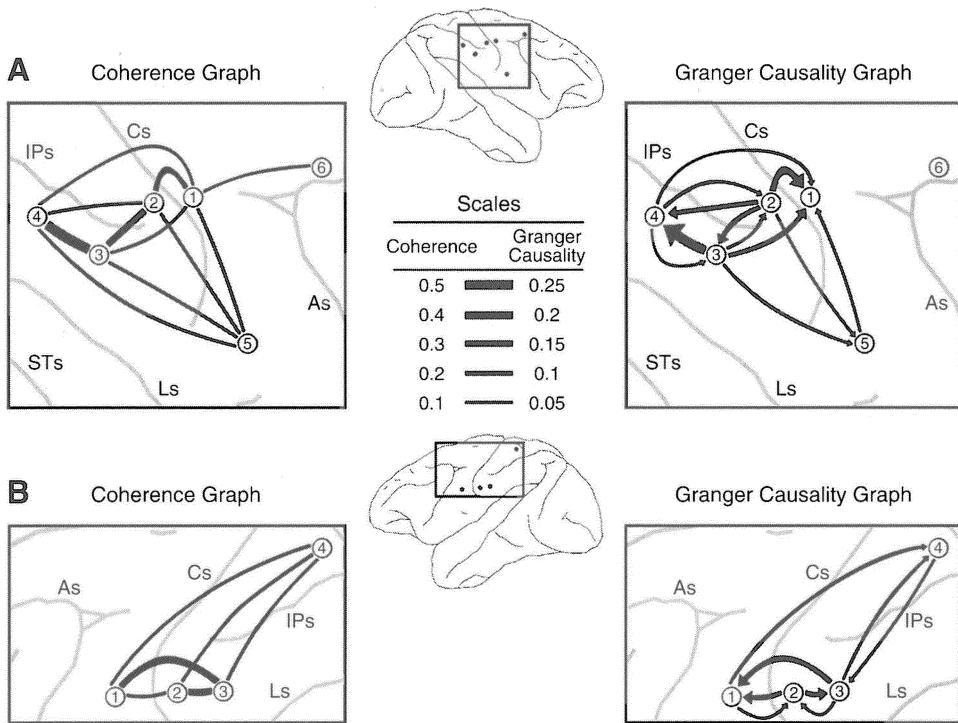 A
Coherence Graph
Granger Causality Graph
Cs
IPs
6
2
1
4
3
5
As
STs
Ls
Scales
Coherence Granger Causality
0.5 0.25
0.4 0.2
0.3 0.15
0.2 0.1
0.1 0.05
Cs
IPs
6
2
1
4
3
5
As
STs
Ls
B
Coherence Graph
Granger Causality Graph
4
Cs
As
IPs
1
2
3
Ls
4
Cs
As
IPs
1
2
3
Ls